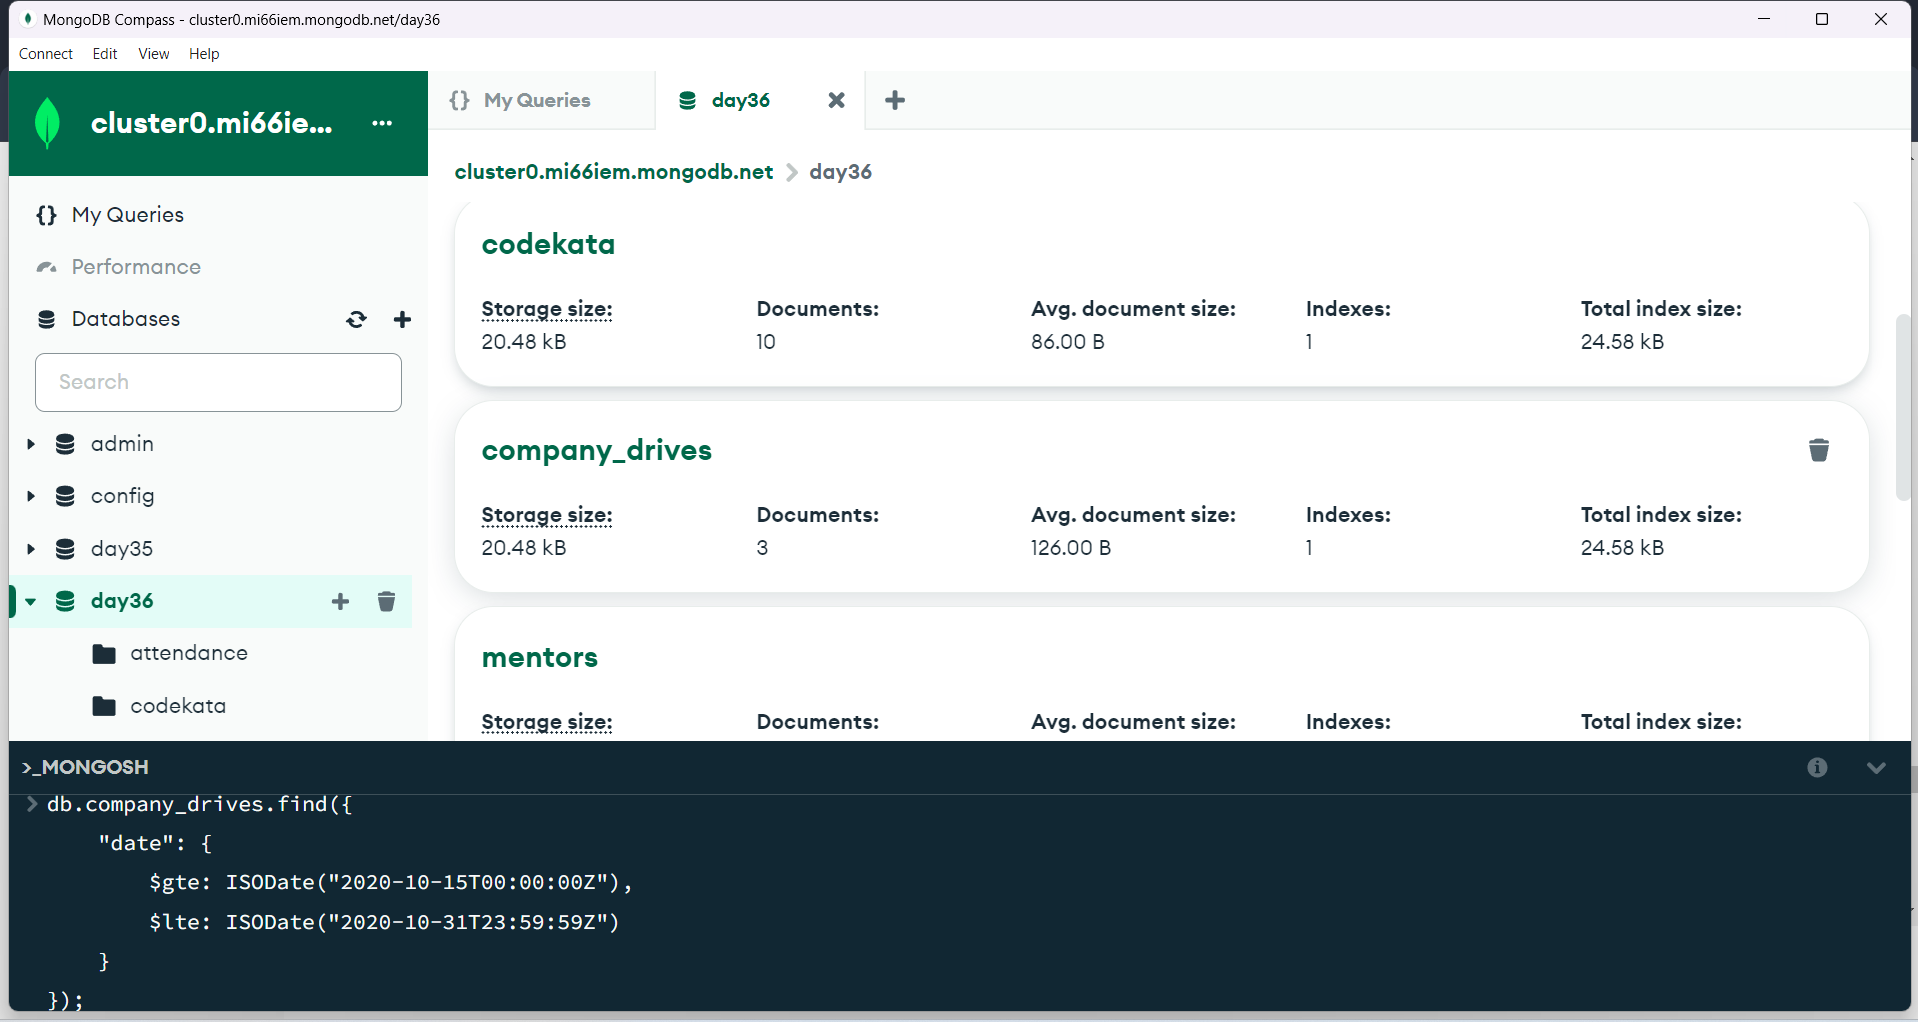 MongoDB Compass - cluster0.mi66iem.mongodb.net/day36
Connect Edit View Help
cluster0.mi66ie... ...
{} My Queries
day36
cluster0.mi66iem.mongodb.net > day36
{} My Queries
Performance
Databases
Search
admin
config
day35
day36
attendance
codekata
codekata
Storage size: Documents: Avg. document size: Indexes: Total index size:
20.48 kB 10 86.00 B 1 24.58 kB
company_drives
Storage size: Documents: Avg. document size: Indexes: Total index size:
20.48 kB 3 126.00 B 1 24.58 kB
mentors
Storage size: Documents: Avg. document size: Indexes: Total index size:
>_MONGOSH
> db.company_drives.find({
"date": {
$gte: ISODate("2020-10-15T00:00:00Z"),
$lte: ISODate("2020-10-31T23:59:59Z")
}
});